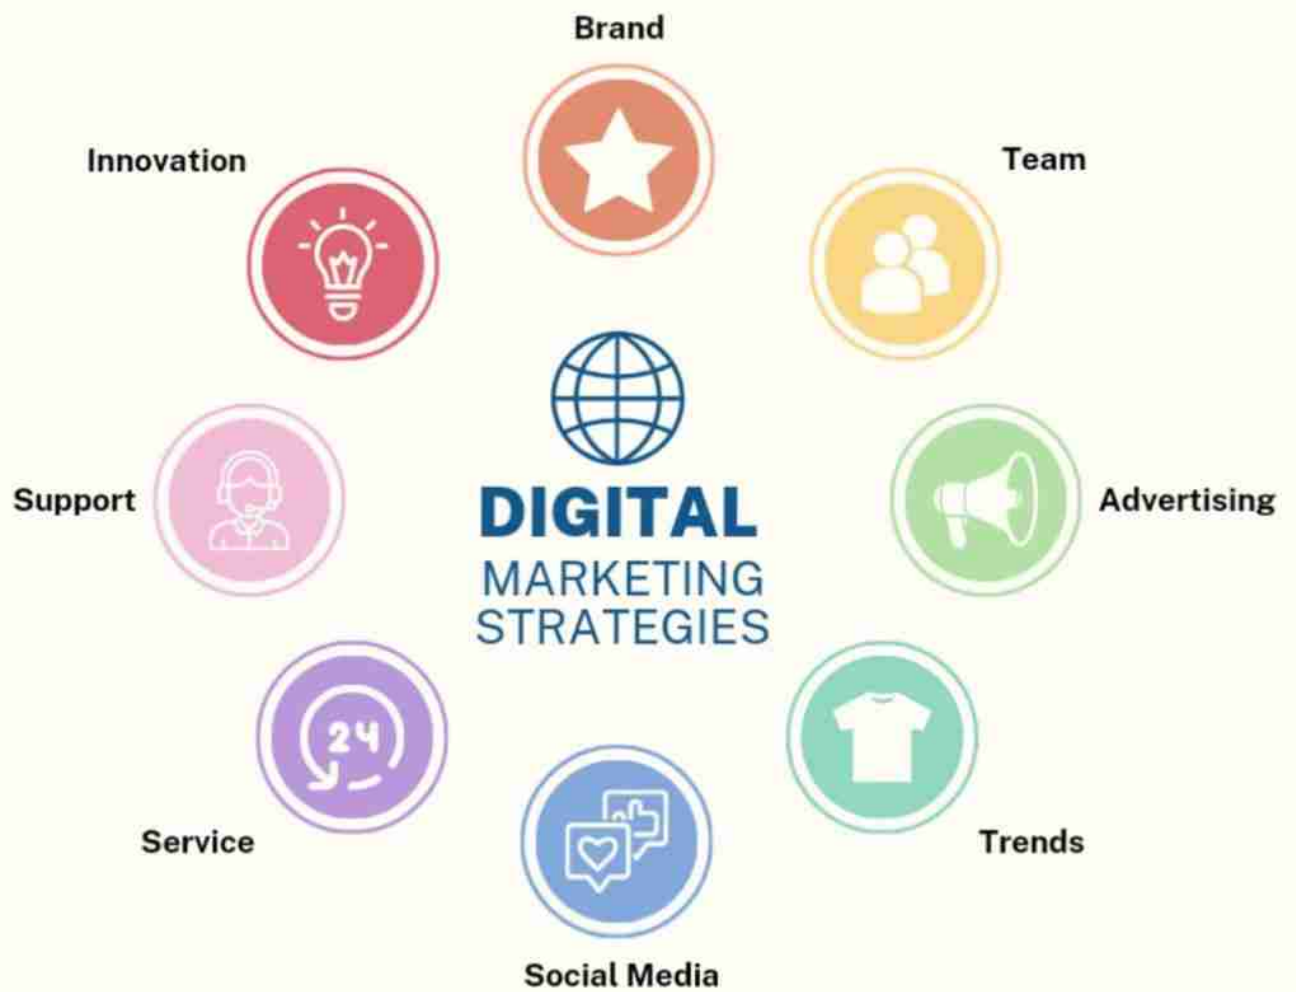 Brand
Innovation
Team
Support
DIGITAL
MARKETING
STRATEGIES
Advertising
24
Service
Trends
Social Media